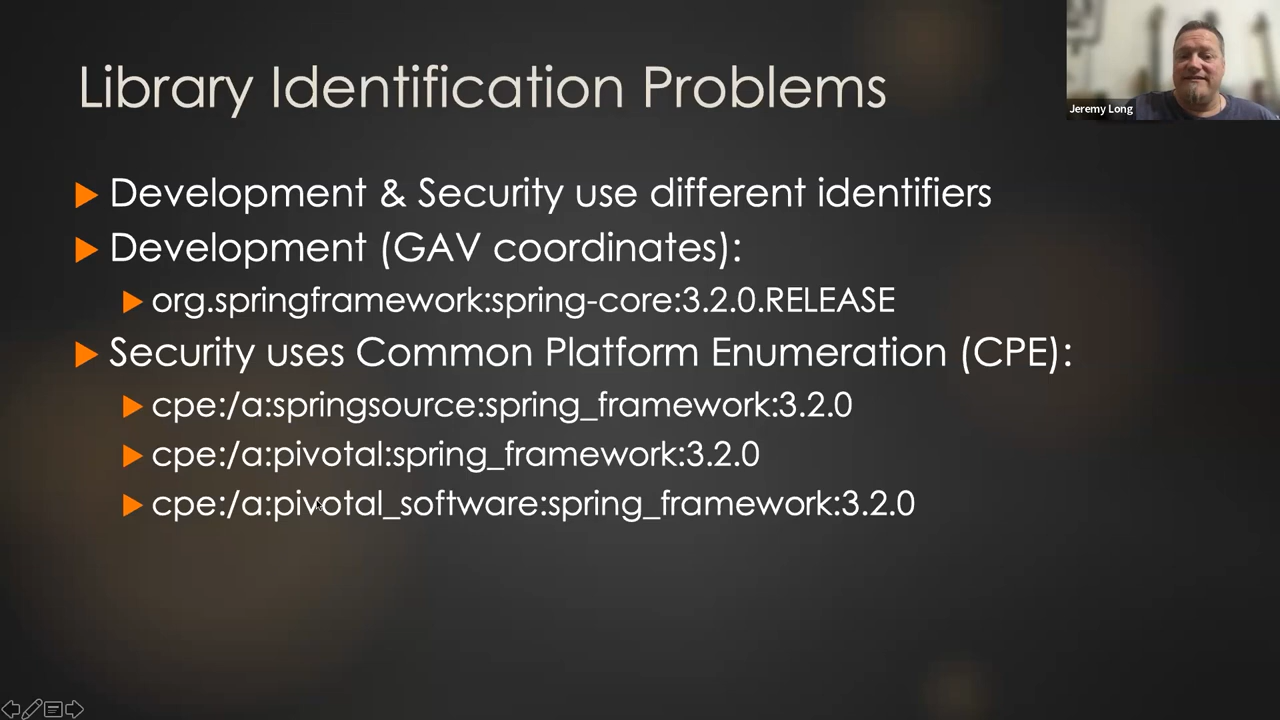 Library Identification Problems
Jeremy Long
Development & Security use different identifiers
Development (GAV coordinates):
org.springframework:spring-core:3.2.0.RELEASE
Security uses Common Platform Enumeration (CPE):
cpe:/a:springsource:spring_framework:3.2.0
cpe:/a:pivotal:spring_framework:3.2.0
cpe:/a:pivotal_software:spring_framework:3.2.0